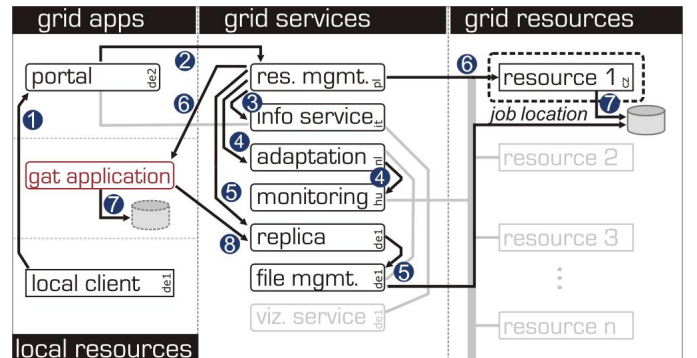 grid apps
grid services
grid resources
2
portal
de2
res. mgmt.
pl
6
resource 1
cz
1
6
3
info service
it
7
job location
4
adaptation
nl
resource 2
gat application
4
5
monitoring
hu
7
8
replica
de1
resource 3
local client
de1
file mgmt.
de1
5
viz. service
de1
resource n
local resources